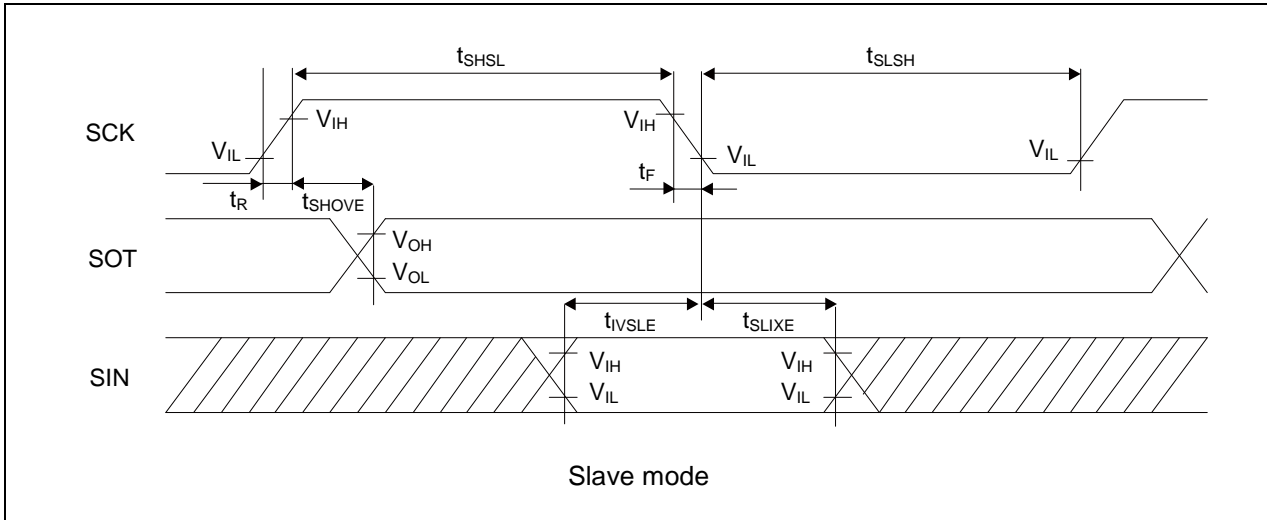 tSHSL
tSLSH
SCK
VIH
VIH
VIL
VIL
VIL
tR
tSHOVE
tF
SOT
VOH
VOL
tIVSLE
tSLIXE
SIN
VIH
VIH
VIL
VIL
Slave mode